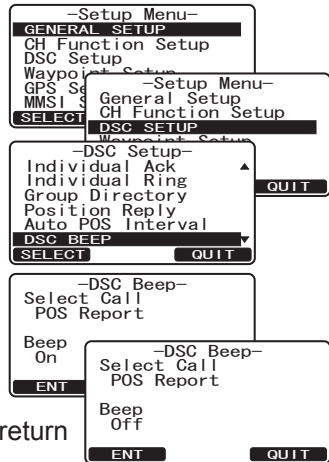 -Setup Menu-
GENERAL SETUP
CH Function Setup
DSC Setup
Waypoint Setup
GPS Se
MMSI S
SELECT
-Setup Menu-
General Setup
CH Function Setup
DSC SETUP
Waypoint Setup
QUIT
-DSC Setup-
Individual Ack
Individual Ring
Group Directory
Position Reply
Auto POS Interval
DSC BEEP
SELECT QUIT
-DSC Beep-
Select Call
POS Report
Beep
On
ENT
-DSC Beep-
Select Call
POS Report
Beep
Off
ENT QUIT
return